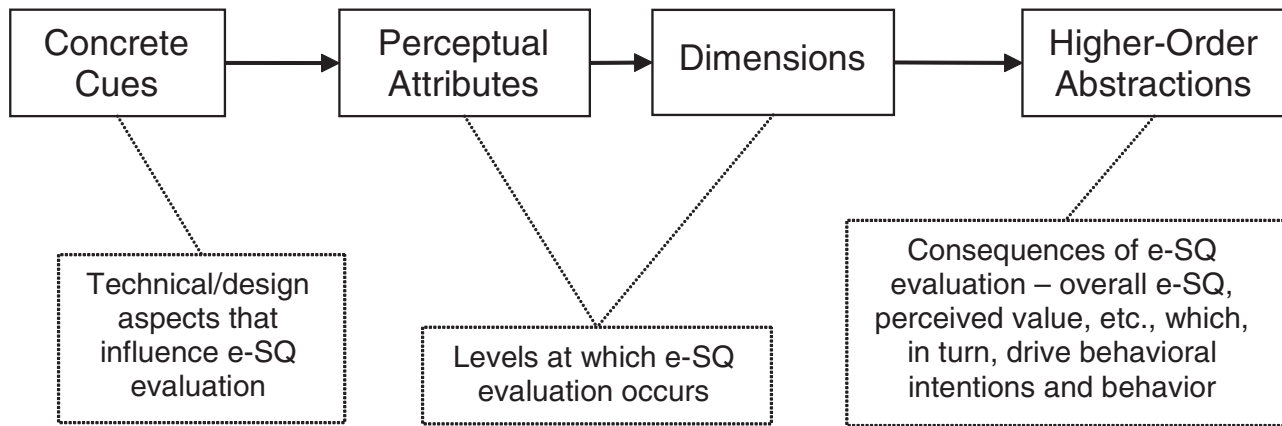 Concrete
Cues
Perceptual
Attributes
Dimensions
Higher-Order
Abstractions
Technical/design
aspects that
influence e-SQ
evaluation
Levels at which e-SQ
evaluation occurs
Consequences of e-SQ
evaluation – overall e-SQ,
perceived value, etc., which,
in turn, drive behavioral
intentions and behavior